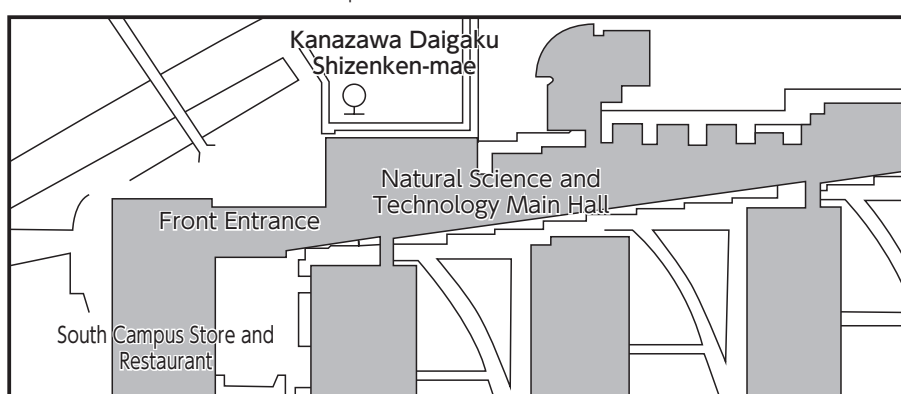 Kanazawa Daigaku
Shizenken-mae
Natural Science and
Technology Main Hall
Front Entrance
South Campus Store and
Restaurant